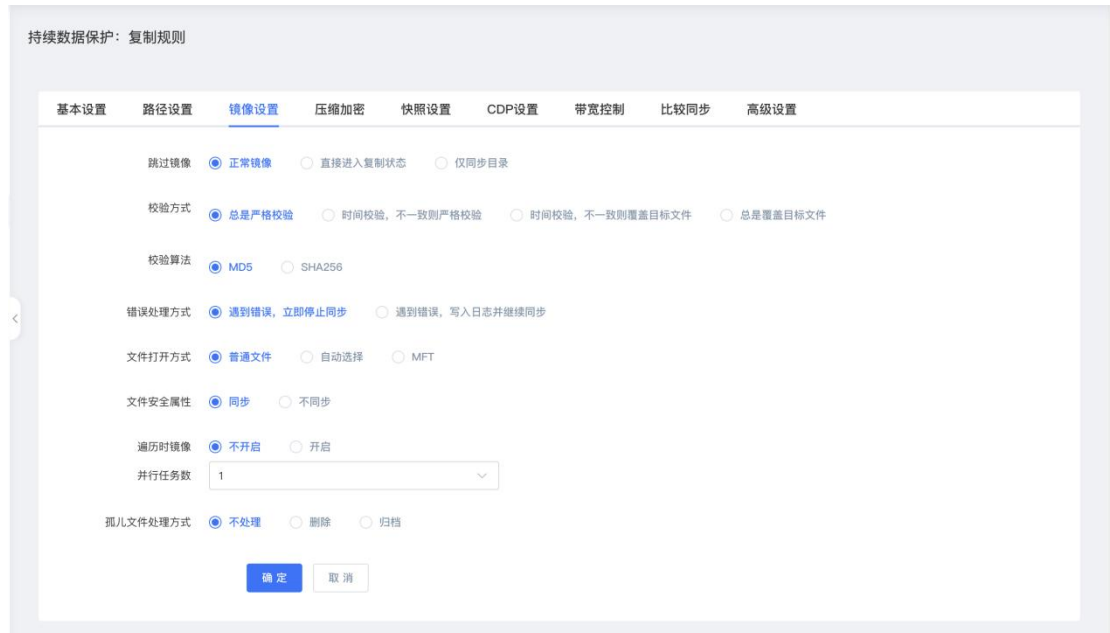 持续数据保护：复制规则
基本设置 路径设置 镜像设置 压缩加密 快照设置 CDP设置 带宽控制 比较同步 高级设置
跳过镜像 正常镜像 直接进入复制状态 仅同步目录
校验方式 总是严格校验 时间校验，不一致则严格校验 时间校验，不一致则覆盖目标文件 总是覆盖目标文件
校验算法 MD5 SHA256
错误处理方式 遇到错误，立即停止同步 遇到错误，写入日志并继续同步
文件打开方式 普通文件 自动选择 MFT
文件安全属性 同步 不同步
遍历时镜像 不开启 开启
并行任务数 1
孤儿文件处理方式 不处理 删除 归档
确定 取消